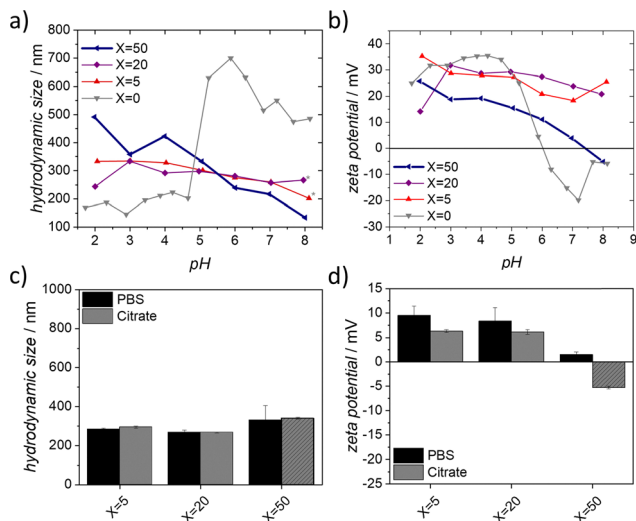 a)
X=50
X=20
X=5
X=0
800
700
600
500
400
300
200
100
hydrodynamic size / nm
*
*
2 3 4 5 6 7 8
pH
b)
40
30
20
10
0
-10
-20
-30
zeta potential / mV
X=50
X=20
X=5
X=0
1 2 3 4 5 6 7 8 9
pH
c)
PBS
Citrate
1000
800
600
400
200
0
hydrodynamic size / nm
X=5 X=20 X=50
d)
25
20
15
10
5
0
-5
-10
-15
-20
-25
zeta potential / mV
PBS
Citrate
X=5 X=20 X=50